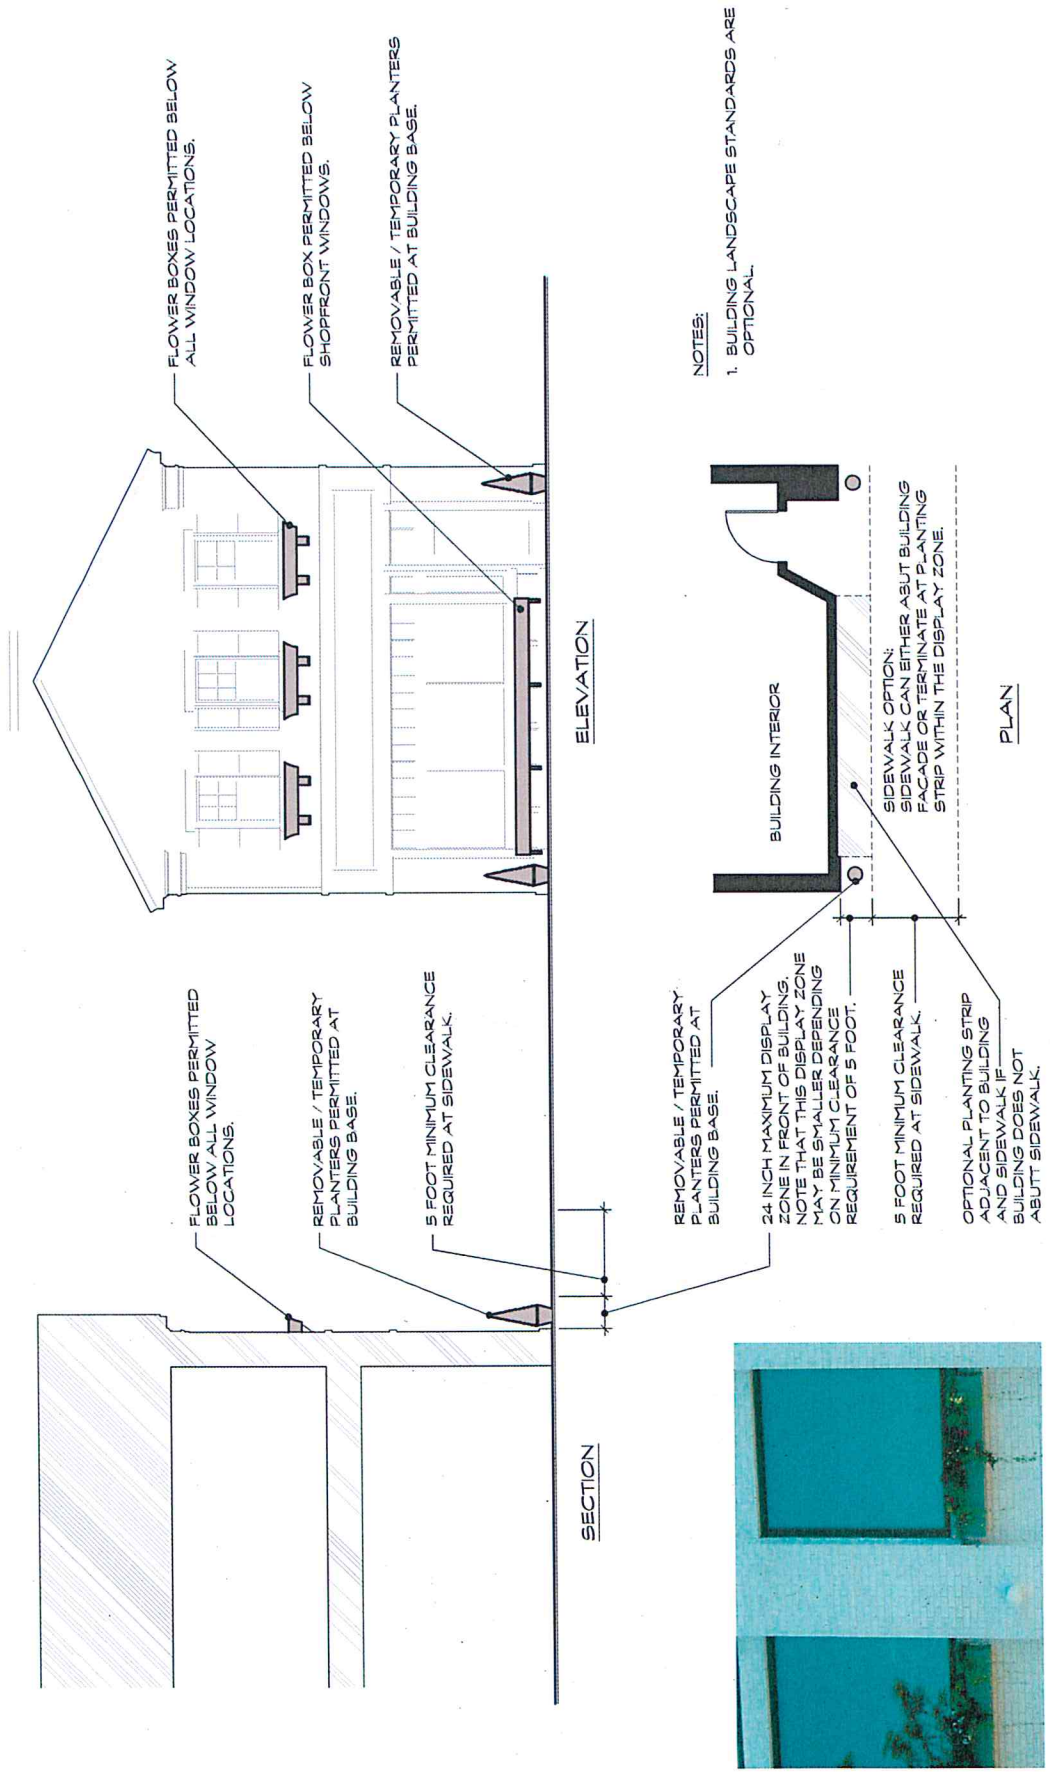 FLOWER BOXES PERMITTED
BELOW ALL WINDOW
LOCATIONS.
REMOVABLE / TEMPORARY
PLANTERS PERMITTED AT
BUILDING BASE.
5 FOOT MINIMUM CLEARANCE
REQUIRED AT SIDEWALK.
SECTION
FLOWER BOXES PERMITTED BELOW
ALL WINDOW LOCATIONS.
FLOWER BOX PERMITTED BELOW
SHOPFRONT WINDOWS.
REMOVABLE / TEMPORARY PLANTERS
PERMITTED AT BUILDING BASE.
ELEVATION
REMOVABLE / TEMPORARY
PLANTERS PERMITTED AT
BUILDING BASE.
24 INCH MAXIMUM DISPLAY
ZONE IN FRONT OF BUILDING.
NOTE THAT THIS DISPLAY ZONE
MAY BE SMALLER DEPENDING
ON MINIMUM CLEARANCE
REQUIREMENT OF 5 FOOT.
5 FOOT MINIMUM CLEARANCE
REQUIRED AT SIDEWALK.
OPTIONAL PLANTING STRIP
ADJACENT TO BUILDING
AND SIDEWALK IF
BUILDING DOES NOT
ABUTT SIDEWALK.
BUILDING INTERIOR
SIDEWALK OPTION:
SIDEWALK CAN EITHER ABUT BUILDING
FACADE OR TERMINATE AT PLANTING
STRIP WITHIN THE DISPLAY ZONE.
PLAN
NOTES:
1. BUILDING LANDSCAPE STANDARDS ARE
OPTIONAL.